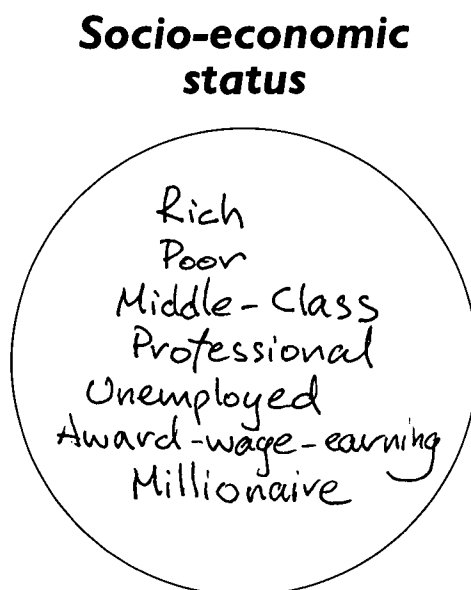 Socio-economic
status
Rich
Poor
Middle-Class
Professional
Unemployed
Award-wage-earning
Millionaire